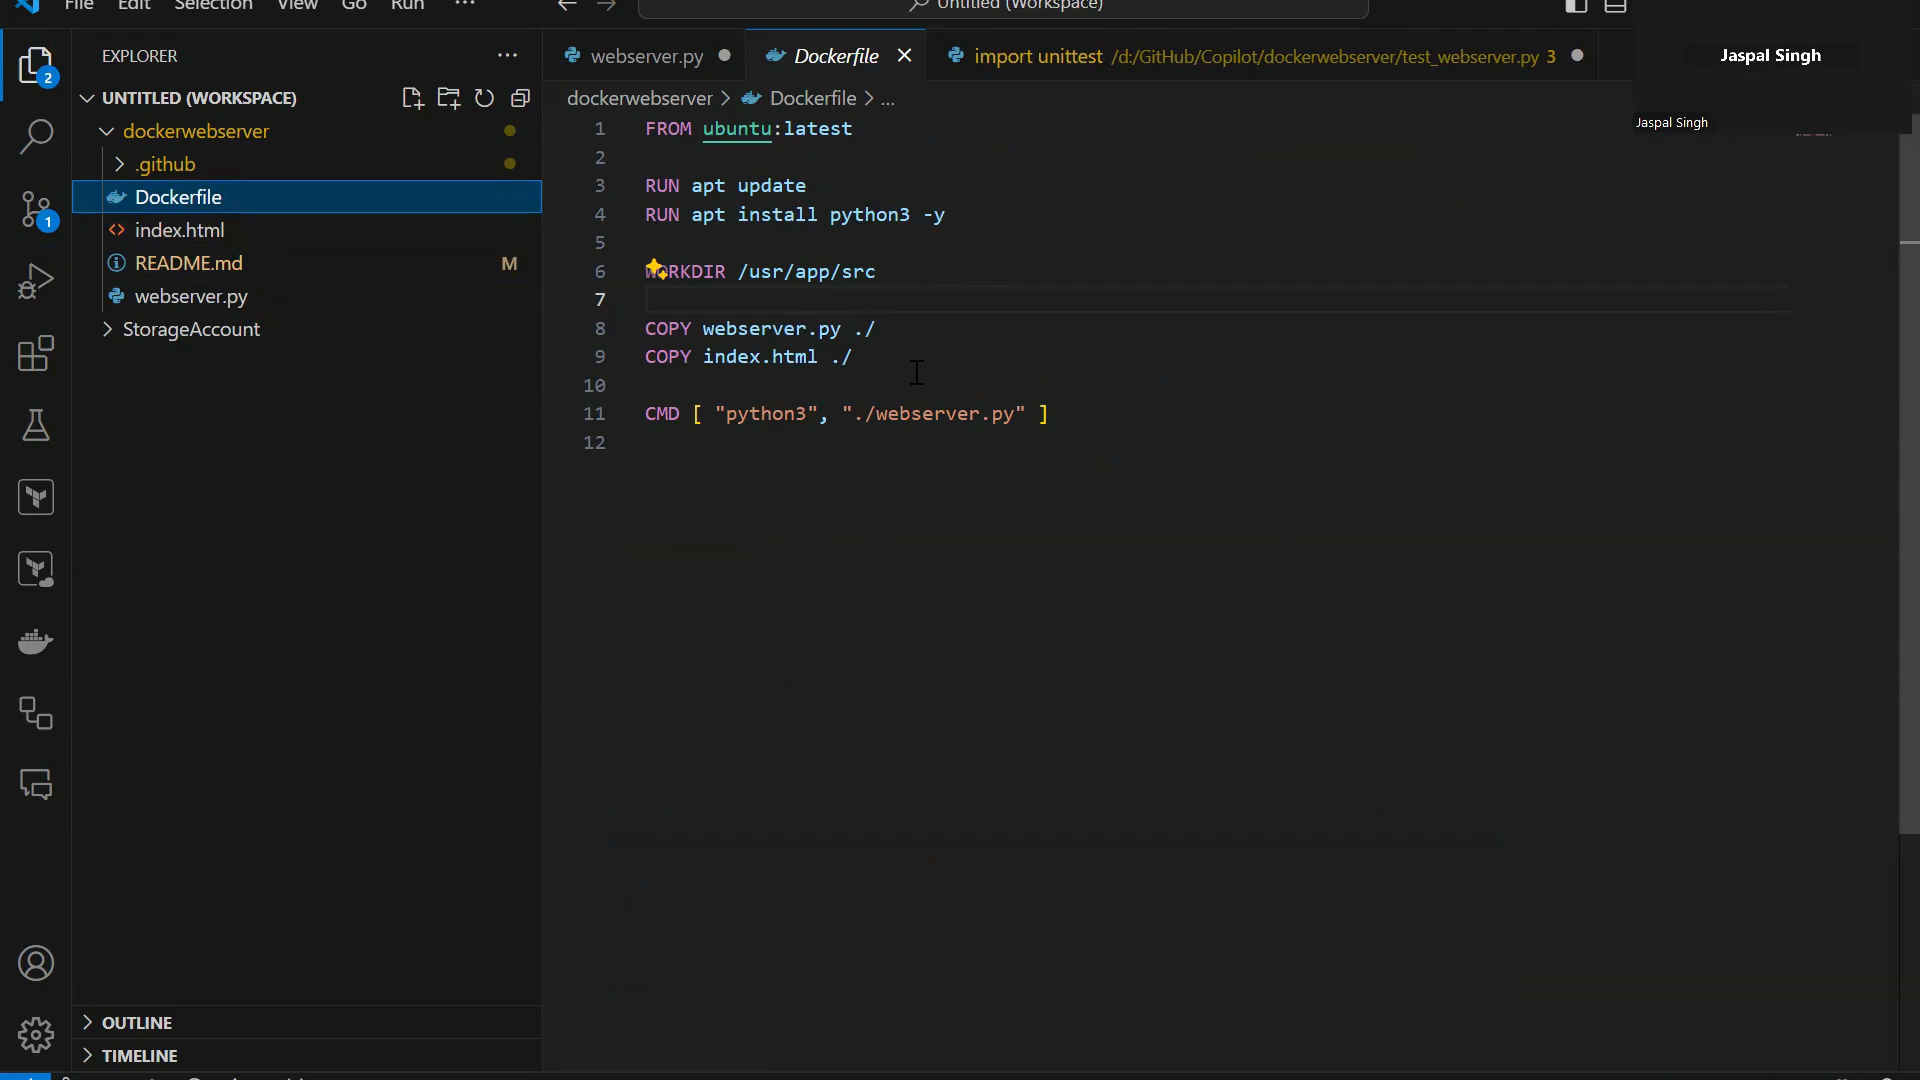 File Edit Selection View Go Run ...
Untitled (Workspace)
EXPLORER ...
2
webserver.py
Dockerfile
import unittest /d:/GitHub/Copilot/dockerwebserver/test_webserver.py 3
Jaspal Singh
Jaspal Singh
UNTITLED (WORKSPACE)
dockerwebserver
.github
Dockerfile
index.html
README.md M
webserver.py
StorageAccount
1
dockerwebserver > Dockerfile > ...
1 FROM ubuntu:latest
2
3 RUN apt update
4 RUN apt install python3 -y
5
6 WORKDIR /usr/app/src
7
8 COPY webserver.py ./
9 COPY index.html ./
10
11 CMD [ "python3", "./webserver.py" ]
12
OUTLINE
TIMELINE